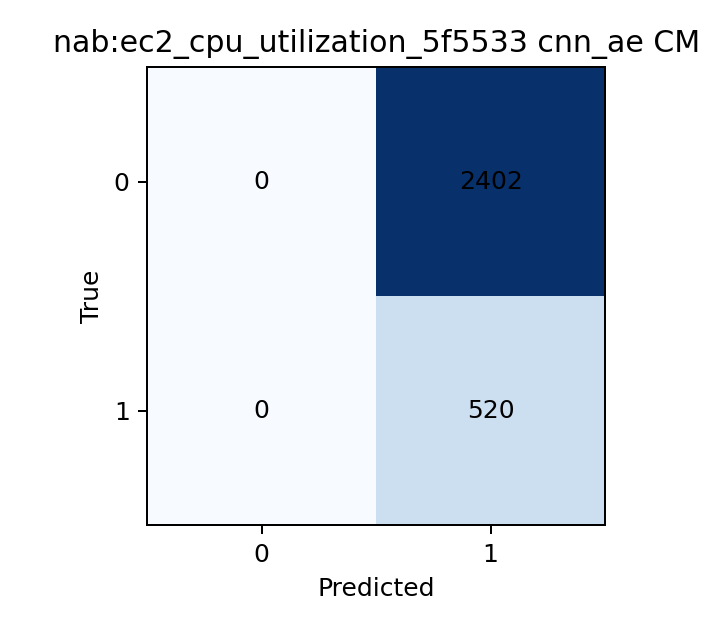 nab:ec2_cpu_utilization_5f5533 cnn_ae CM
0 0 2402
True
1 0 520
0 1
Predicted